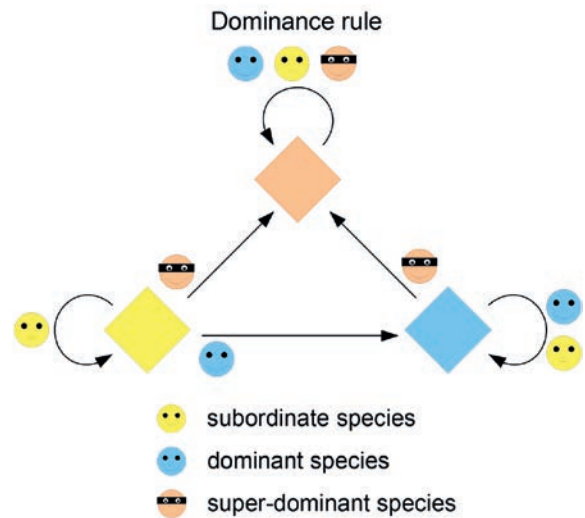 Dominance rule
subordinate species
dominant species
super-dominant species